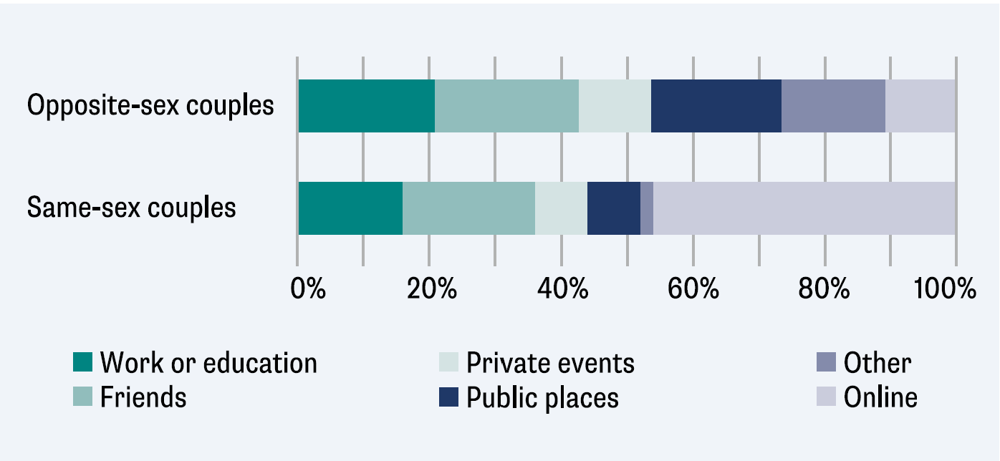 Opposite-sex couples
Same-sex couples
0% 20% 40% 60% 80% 100%
Work or education Private events Other
Friends Public places Online